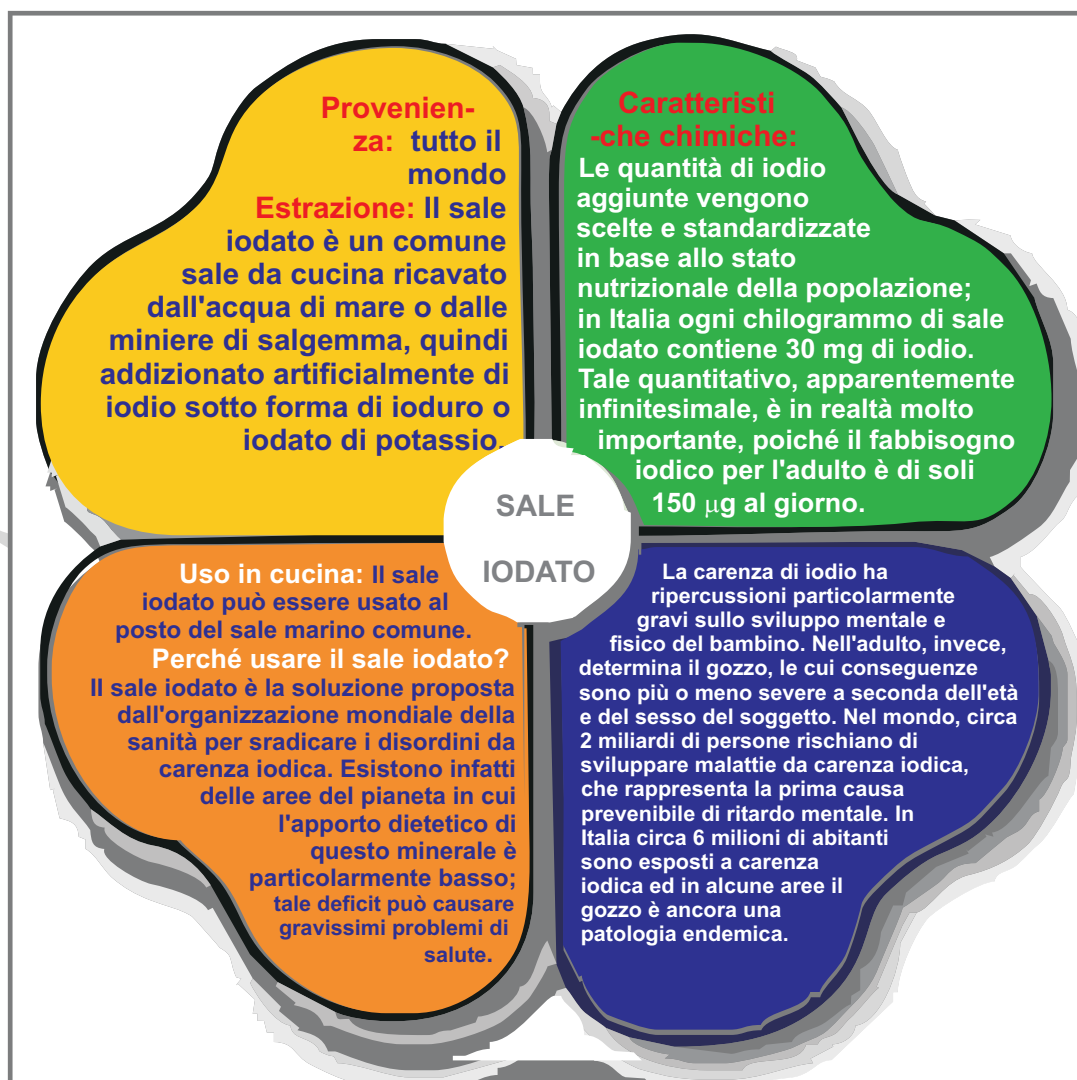 Provenien-
za: tutto il
mondo
Estrazione: Il sale
iodato è un comune
sale da cucina ricavato
dall'acqua di mare o dalle
miniere di salgemma, quindi
addizionato artificialmente di
iodio sotto forma di ioduro o
iodato di potassio.
Caratteristi
-che chimiche:
Le quantità di iodio
aggiunte vengono
scelte e standardizzate
in base allo stato
nutrizionale della popolazione;
in Italia ogni chilogrammo di sale
iodato contiene 30 mg di iodio.
Tale quantitativo, apparentemente
infinitesimale, è in realtà molto
importante, poiché il fabbisogno
iodico per l'adulto è di soli
150 μg al giorno.
SALE
IODATO
Uso in cucina: Il sale
iodato può essere usato al
posto del sale marino comune.
Perché usare il sale iodato?
Il sale iodato è la soluzione proposta
dall'organizzazione mondiale della
sanità per sradicare i disordini da
carenza iodica. Esistono infatti
delle aree del pianeta in cui
l'apporto dietetico di
questo minerale è
particolarmente basso;
tale deficit può causare
gravissimi problemi di
salute.
La carenza di iodio ha
ripercussioni particolarmente
gravi sullo sviluppo mentale e
fisico del bambino. Nell'adulto, invece,
determina il gozzo, le cui conseguenze
sono più o meno severe a seconda dell'età
e del sesso del soggetto. Nel mondo, circa
2 miliardi di persone rischiano di
sviluppare malattie da carenza iodica,
che rappresenta la prima causa
prevenibile di ritardo mentale. In
Italia circa 6 milioni di abitanti
sono esposti a carenza
iodica ed in alcune aree il
gozzo è ancora una
patologia endemica.